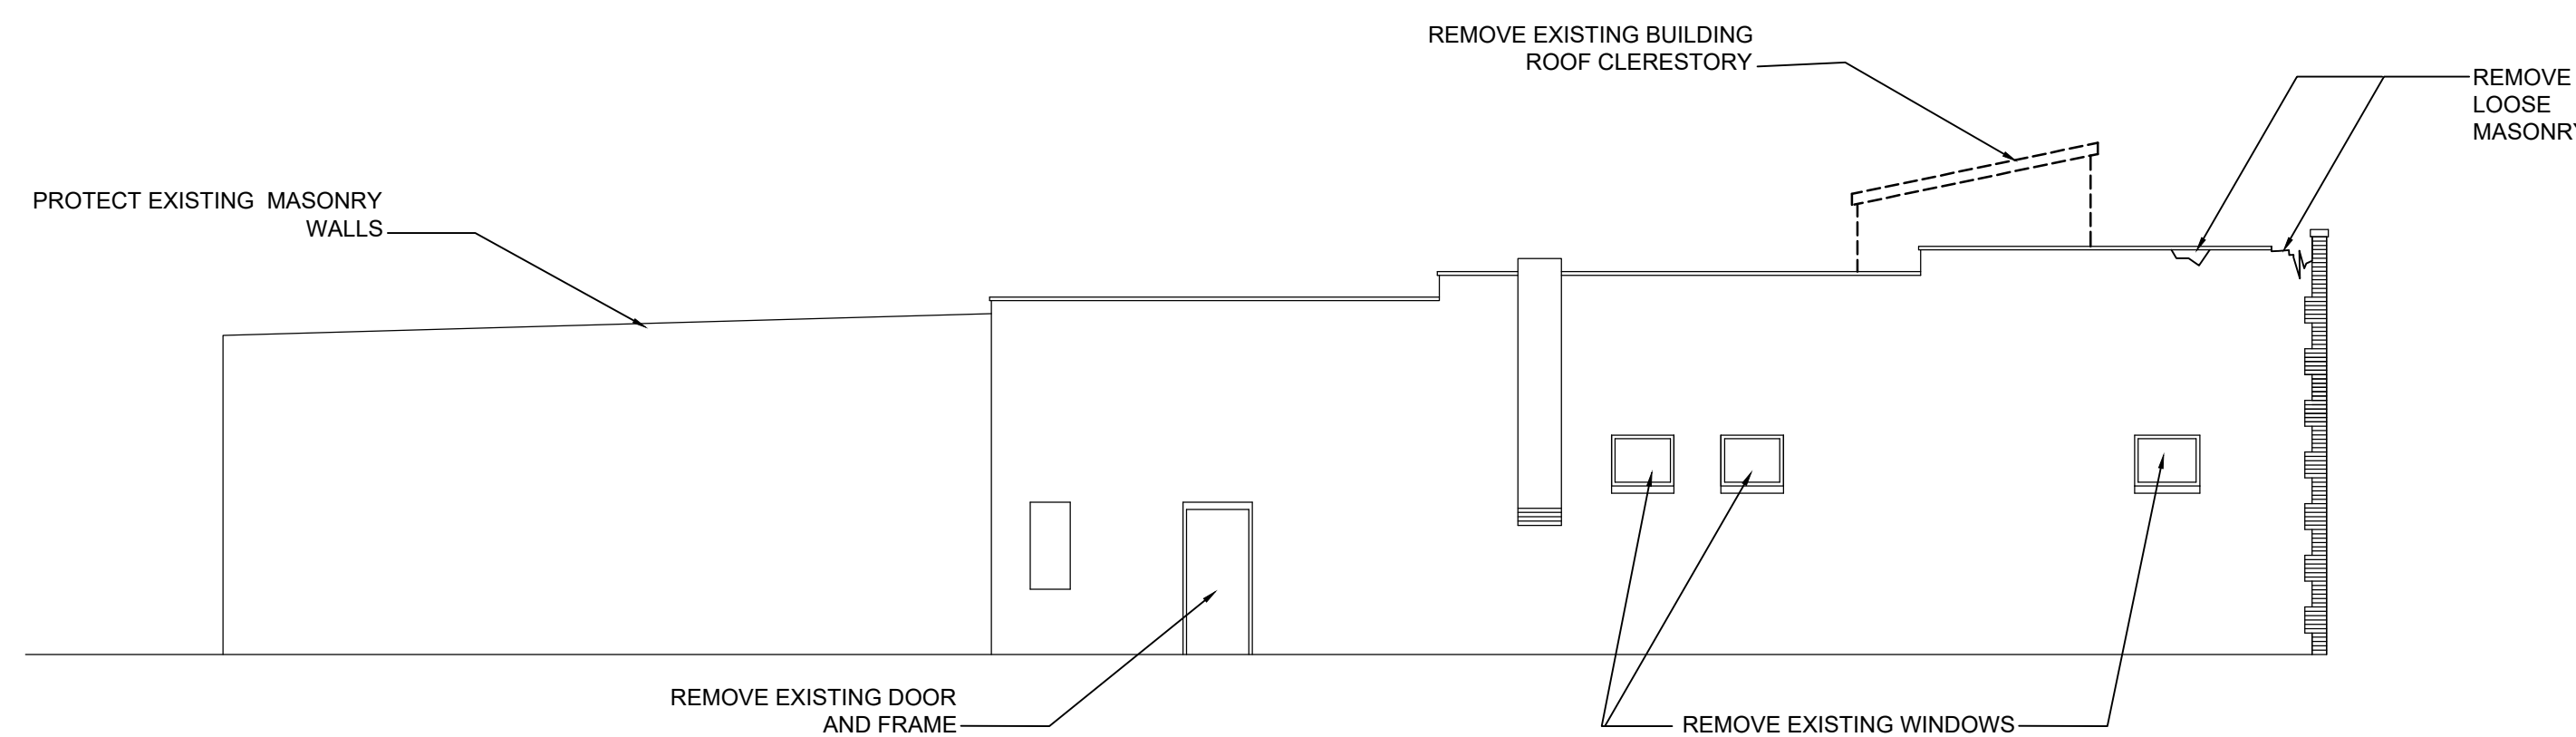 REMOVE EXISTING BUILDING
ROOF CLERESTORY
REMOVE
LOOSE
MASONRY
PROTECT EXISTING  MASONRY
WALLS
REMOVE EXISTING DOOR
AND FRAME
REMOVE EXISTING WINDOWS